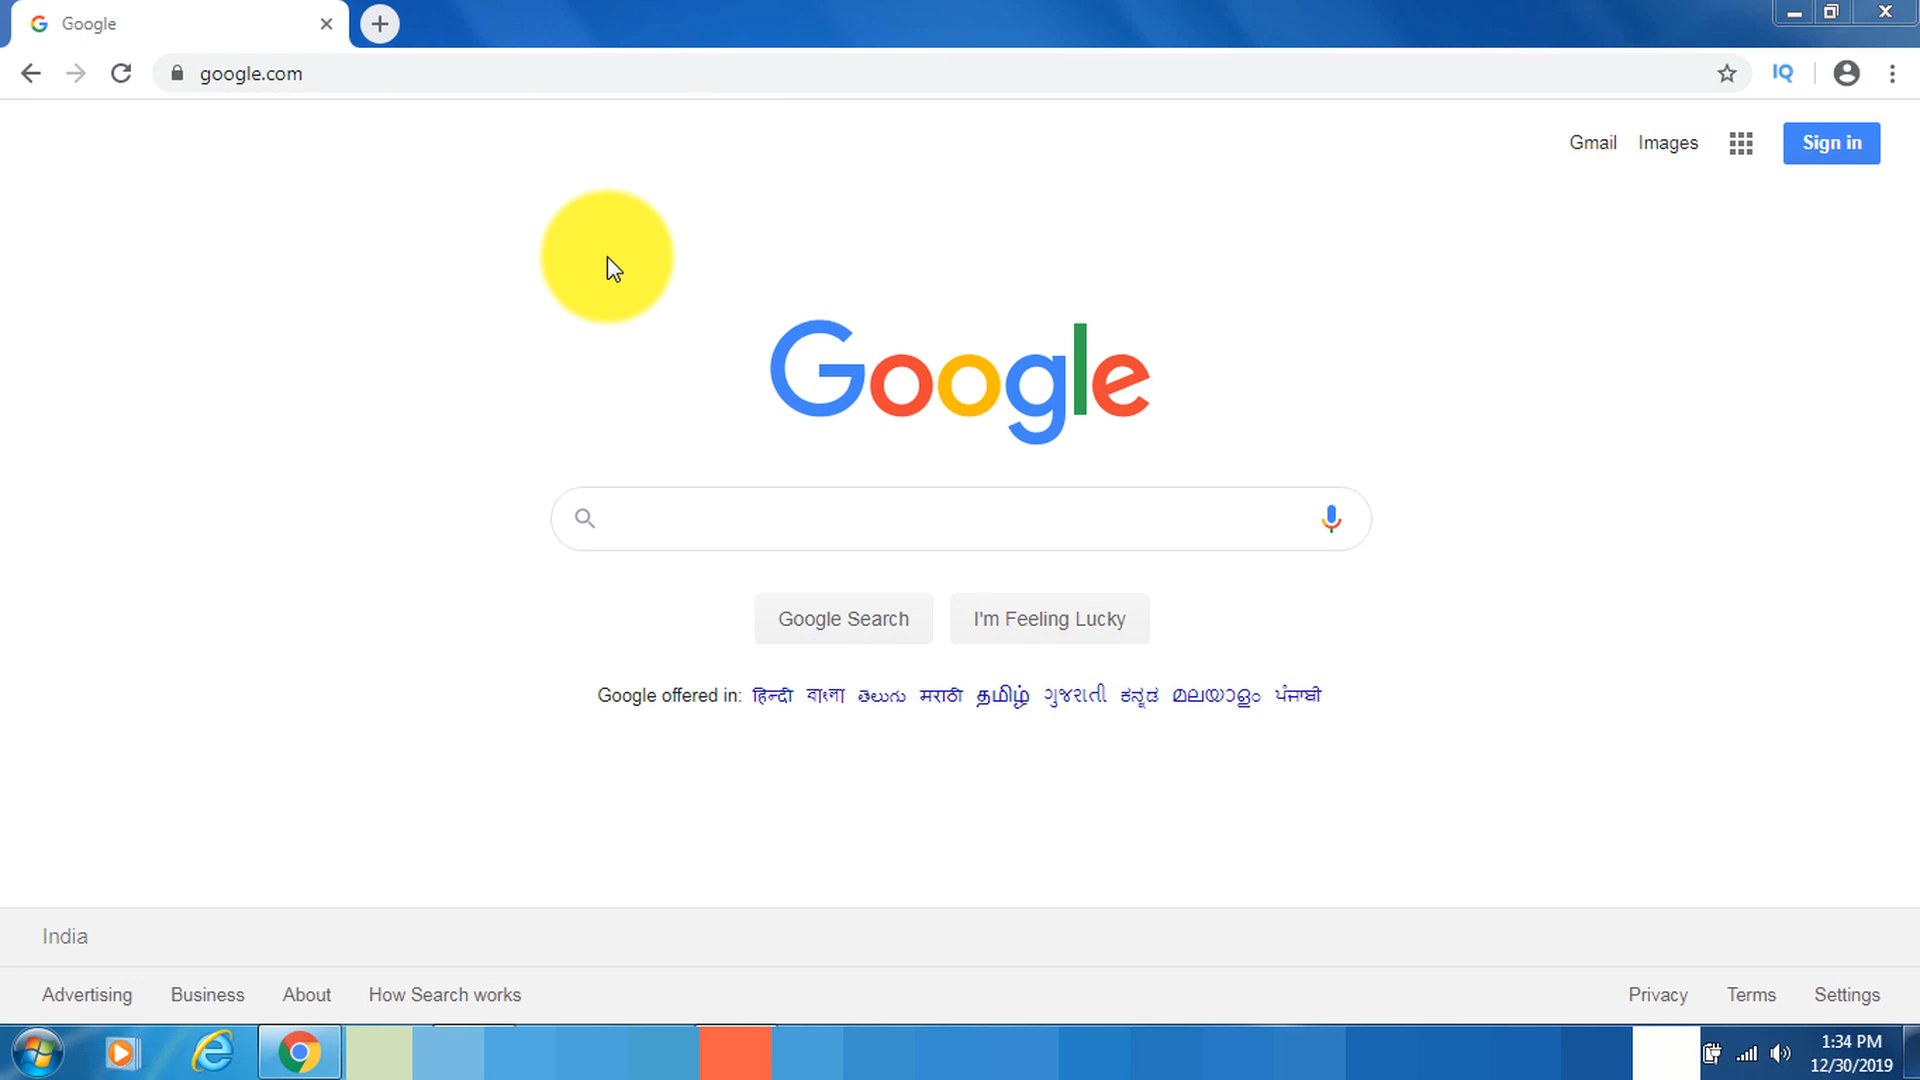 Google
google.com
IQ
Gmail Images Sign in
Google
Google Search I'm Feeling Lucky
Google offered in: हिन्दी বাংলা తెలుగు मराठी தமிழ் ગુજરાતી ಕನ್ನಡ മലയാളം ਪੰਜਾਬੀ
India
Advertising Business About How Search works Privacy Terms Settings
1:34 PM
12/30/2019